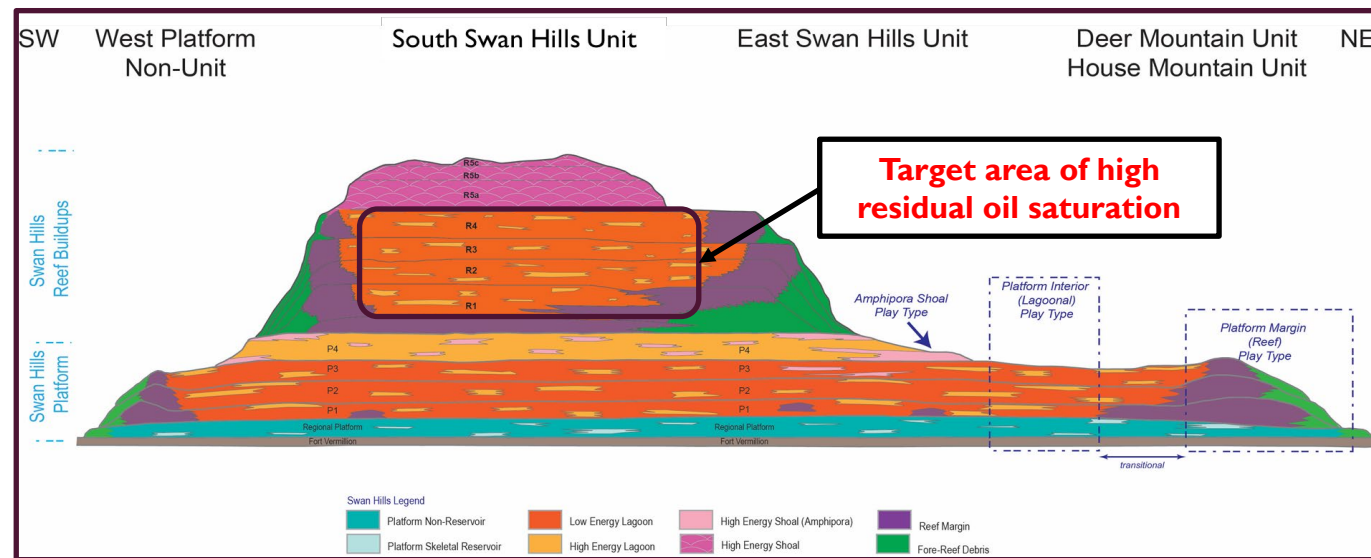 SW
West Platform
Non-Unit
South Swan Hills Unit
East Swan Hills Unit
Deer Mountain Unit
House Mountain Unit
NE
Target area of high
residual oil saturation
Swan Hills
Reef Buildups
Swan Hills
Platform
R5c
R5b
R5a
R4
R3
R2
R1
Amphipora Shoal
Play Type
Platform Interior
(Lagoonal)
Play Type
Platform Margin
(Reef)
Play Type
P4
P4
P3
P3
P2
P2
P1
P1
Regional Platform
Regional Platform
Fort Vermillion
Fort Vermillion
transitional
Swan Hills Legend
Platform Non-Reservoir
Low Energy Lagoon
High Energy Shoal (Amphipora)
Reef Margin
Platform Skeletal Reservoir
High Energy Lagoon
High Energy Shoal
Fore-Reef Debris